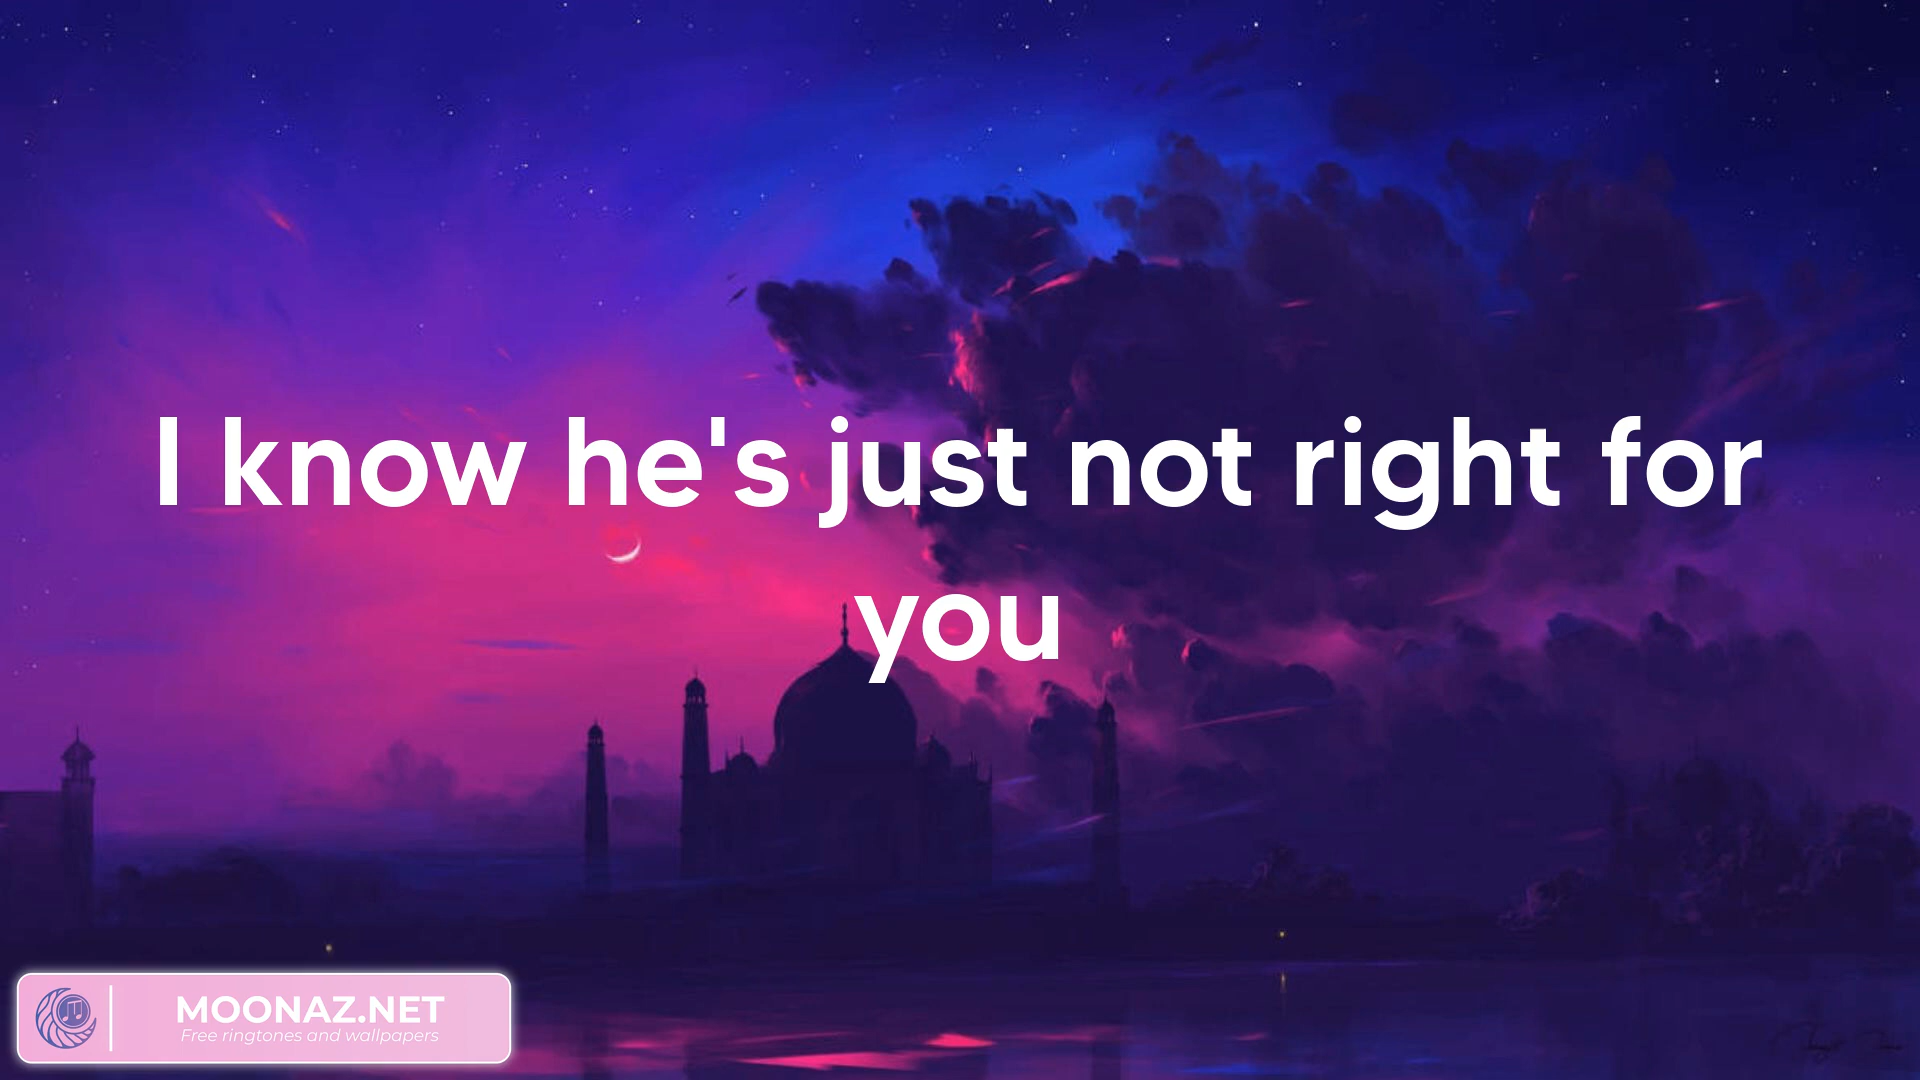 I know he's just not right for
you
MOONAZ.NET
Free ringtones and wallpapers